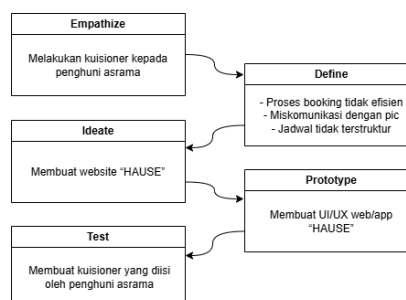 Empathize
Melakukan kuisioner kepada
penghuni asrama
Define
- Proses booking tidak efisien
- Miskomunikasi dengan pic
- Jadwal tidak terstruktur
Ideate
Membuat website “HAUSE”
Prototype
Membuat UI/UX web/app
“HAUSE”
Test
Membuat kuisioner yang diisi
oleh penghuni asrama